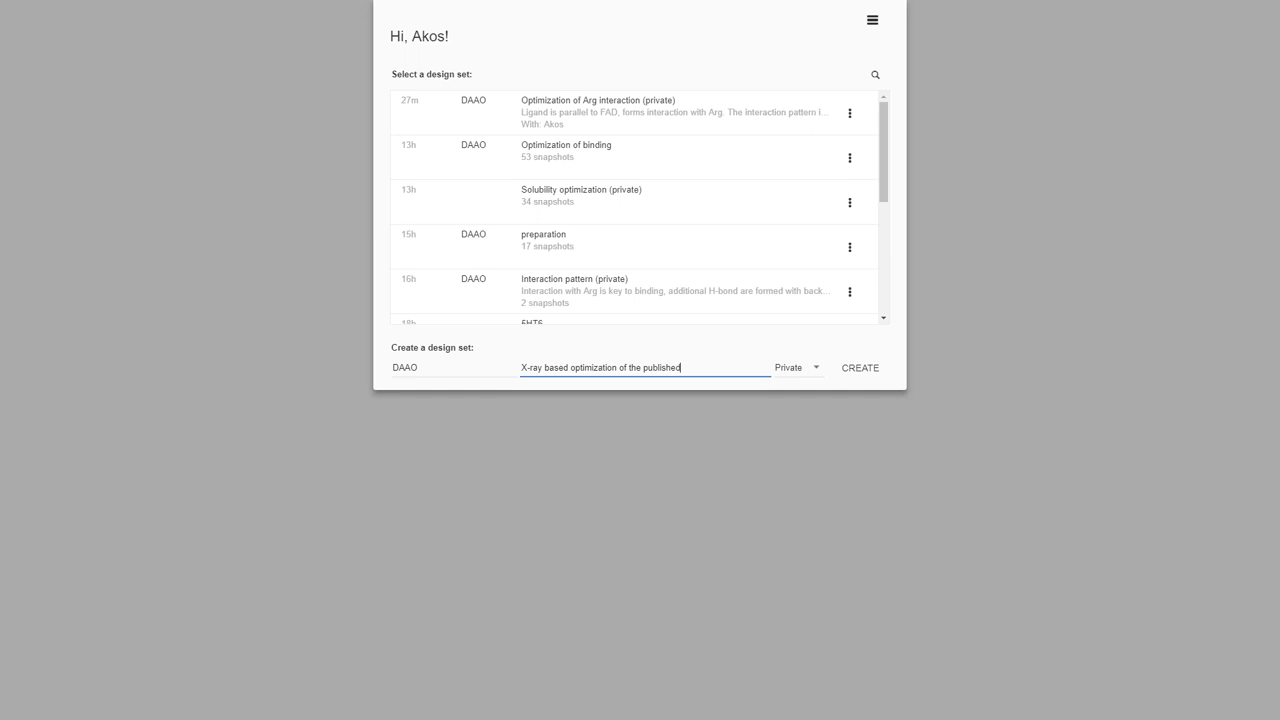 Hi, Akos!
Select a design set:
27m DAAO Optimization of Arg interaction (private)
Ligand is parallel to FAD, forms interaction with Arg. The interaction pattern i...
With: Akos
13h DAAO Optimization of binding
53 snapshots
13h Solubility optimization (private)
34 snapshots
15h DAAO preparation
17 snapshots
16h DAAO Interaction pattern (private)
Interaction with Arg is key to binding, additional H-bond are formed with back...
2 snapshots
18h 5HT6
Create a design set:
DAAO X-ray based optimization of the published Private CREATE